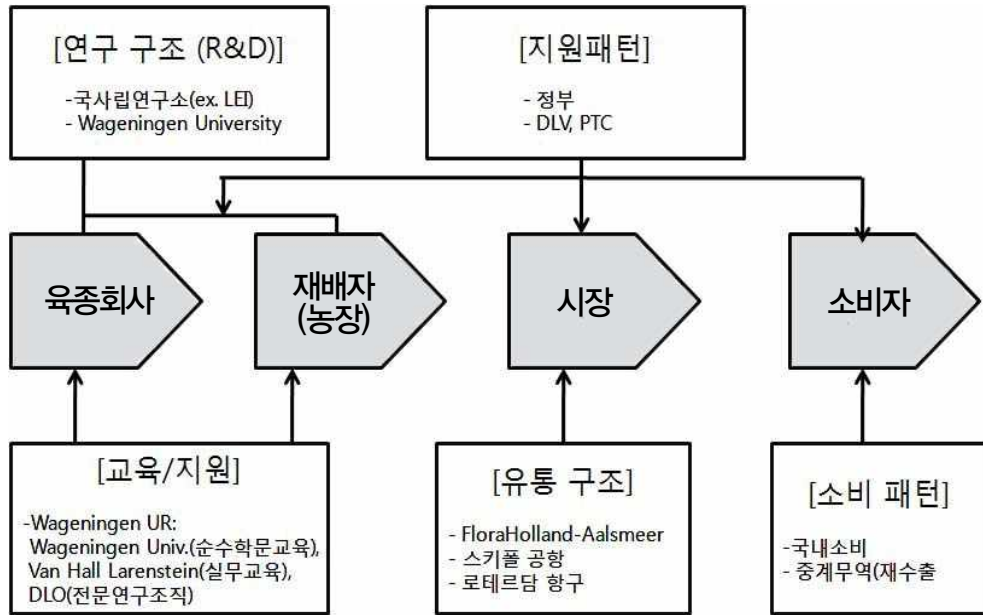 [연구 구조 (R&D)]
-국사립연구소(ex. LEI)
- Wageningen University
[지원패턴]
- 정부
- DLV, PTC
육종회사
재배자
(농장)
시장
소비자
[교육/지원]
-Wageningen UR:
Wageningen Univ.(순수학문교육),
Van Hall Larenstein(실무교육),
DLO(전문연구조직)
[유통 구조]
- FloraHolland-Aalsmeer
- 스키폴 공항
- 로테르담 항구
[소비 패턴]
- 국내소비
- 중계무역(재수출